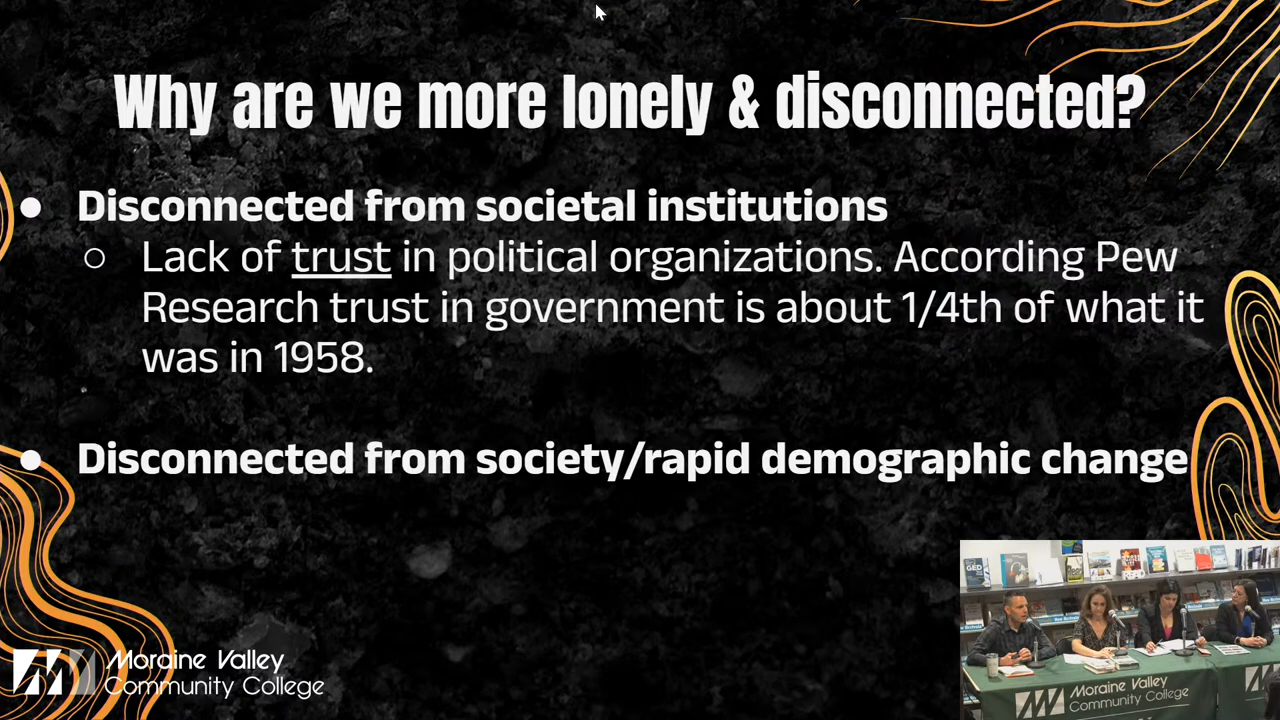 Why are we more lonely & disconnected?
● Disconnected from societal institutions
○ Lack of trust in political organizations. According Pew
Research trust in government is about 1/4th of what it
was in 1958.
● Disconnected from society/rapid demographic change
Moraine Valley
Community College
GED
READ
Moraine Valley
Community College